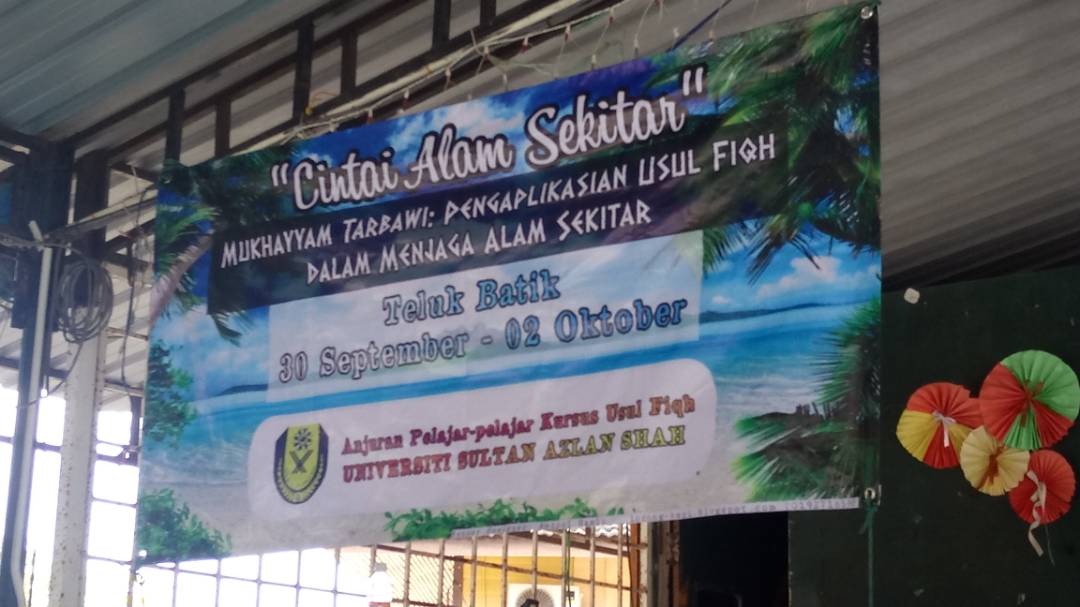 "Cintai Alam Sekitar"
MUKHAYYAM TARBAWI: PENGAPLIKASIAN USUL FIQH
DALAM MENJAGA ALAM SEKITAR
Teluk Batik
30 September - 02 Oktober
Anjuran Pelajar-pelajar Kursus Usul Fiqh
UNIVERSITI SULTAN AZLAN SHAH